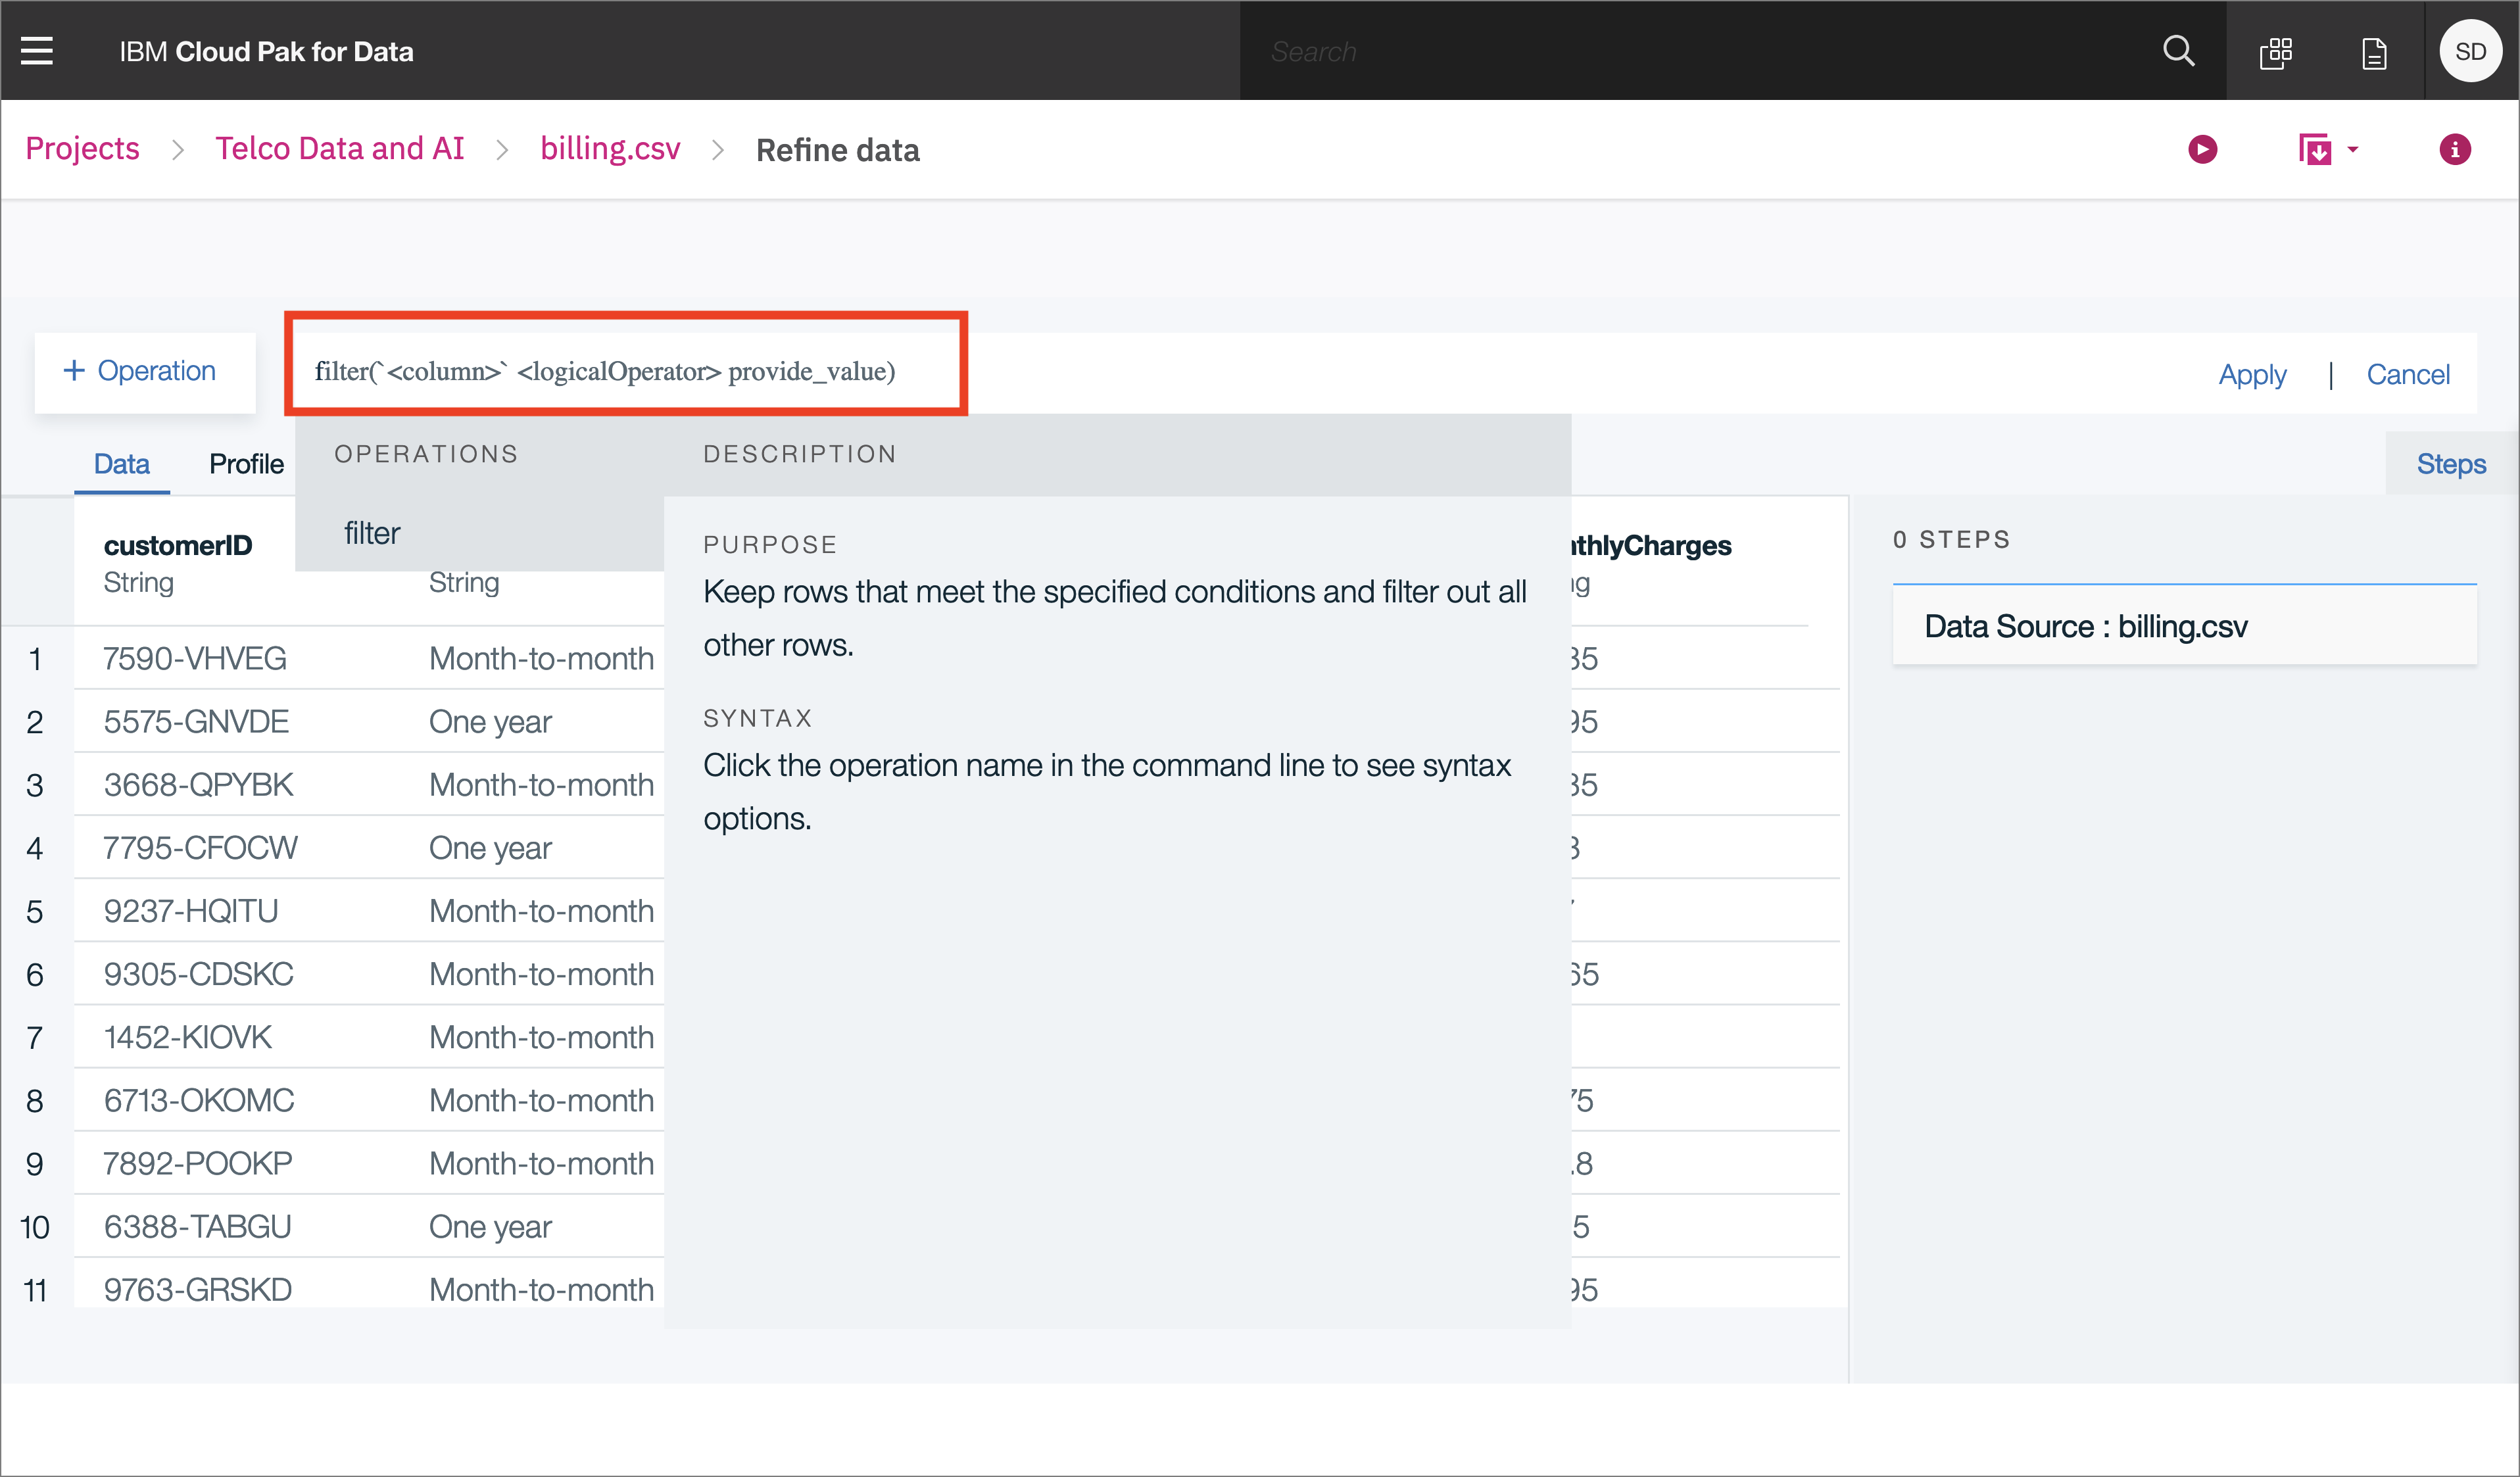 IBM Cloud Pak for Data
Search
SD
Projects > Telco Data and AI > billing.csv > Refine data
+ Operation
filter(`<column>` <logicalOperator> provide_value)
Apply | Cancel
Data Profile
OPERATIONS DESCRIPTION
Steps
filter
customerID
String
String
PURPOSE
Keep rows that meet the specified conditions and filter out all
other rows.
SYNTAX
Click the operation name in the command line to see syntax
options.
thlyCharges
0 STEPS
Data Source : billing.csv
1 7590-VHVEG Month-to-month 35
2 5575-GNVDE One year 95
3 3668-QPYBK Month-to-month 85
4 7795-CFOCW One year
5 9237-HQITU Month-to-month
6 9305-CDSKC Month-to-month 65
7 1452-KIOVK Month-to-month
8 6713-OKOMC Month-to-month 75
9 7892-POOKP Month-to-month .8
10 6388-TABGU One year 5
11 9763-GRSKD Month-to-month 95